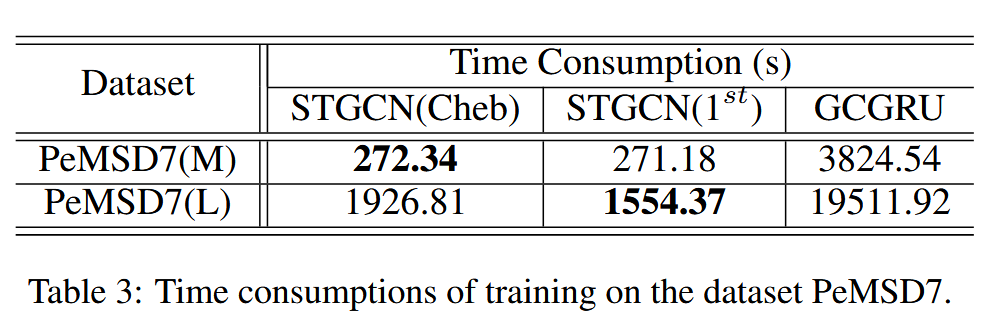 Dataset
Time Consumption (s)
STGCN(Cheb) STGCN(1st) GCGRU
PeMSD7(M) 272.34 271.18 3824.54
PeMSD7(L) 1926.81 1554.37 19511.92
Table 3: Time consumptions of training on the dataset PeMSD7.